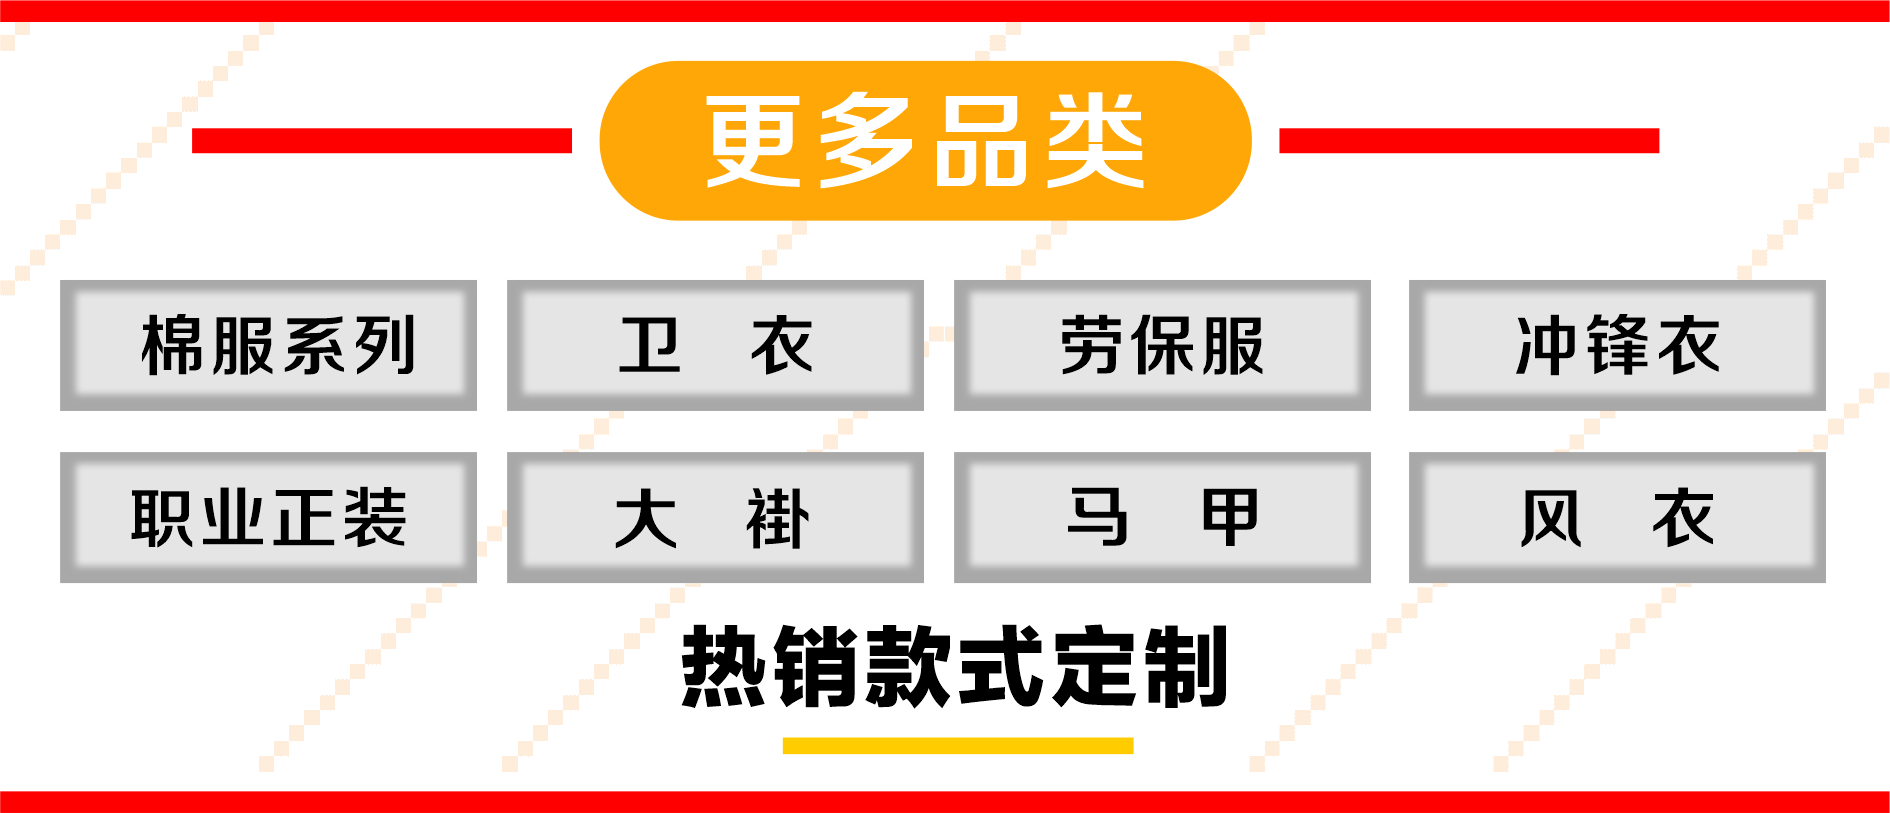 更多品类
棉服系列 卫 衣 劳保服 冲锋衣
职业正装 大 褂 马 甲 风 衣
热销款式定制